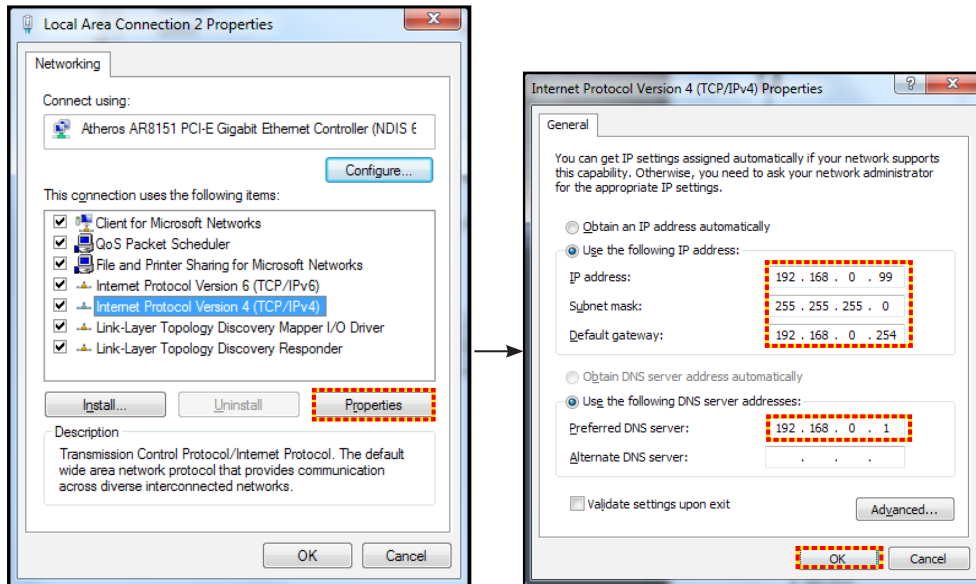 Local Area Connection 2 Properties
Networking
Connect using:
Atheros AR8151 PCI-E Gigabit Ethernet Controller (NDIS 6
Configure...
This connection uses the following items:
Client for Microsoft Networks
QoS Packet Scheduler
File and Printer Sharing for Microsoft Networks
Internet Protocol Version 6 (TCP/IPv6)
Internet Protocol Version 4 (TCP/IPv4)
Link-Layer Topology Discovery Mapper I/O Driver
Link-Layer Topology Discovery Responder
Install...
Uninstall
Properties
Description
Transmission Control Protocol/Internet Protocol. The default
wide area network protocol that provides communication
across diverse interconnected networks.
OK
Cancel
Internet Protocol Version 4 (TCP/IPv4) Properties
General
You can get IP settings assigned automatically if your network supports
this capability. Otherwise, you need to ask your network administrator
for the appropriate IP settings.
Obtain an IP address automatically
Use the following IP address:
IP address: 192 . 168 . 0 . 99
Subnet mask: 255 . 255 . 255 . 0
Default gateway: 192 . 168 . 0 . 254
Obtain DNS server address automatically
Use the following DNS server addresses:
Preferred DNS server: 192 . 168 . 0 . 1
Alternate DNS server: . . .
Validate settings upon exit
Advanced...
OK
Cancel